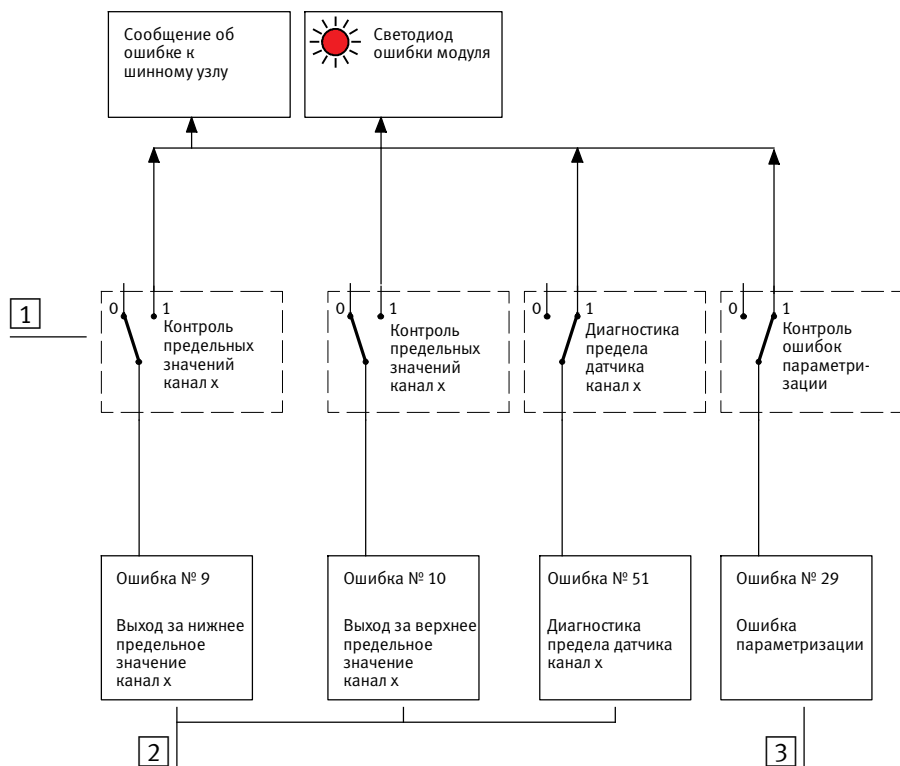 Сообщение об
ошибке к
шинному узлу
Светодиод
ошибки модуля
1
0 1
Контроль
предельных
значений
канал x
0 1
Контроль
предельных
значений
канал x
0 1
Диагностика
предела
датчика
канал x
0 1
Контроль
ошибок
параметри-
зации
Ошибка № 9
Выход за нижнее
предельное
значение
канал x
Ошибка № 10
Выход за верхнее
предельное
значение
канал x
Ошибка № 51
Диагностика
предела датчика
канал x
Ошибка № 29
Ошибка
параметризации
2
3